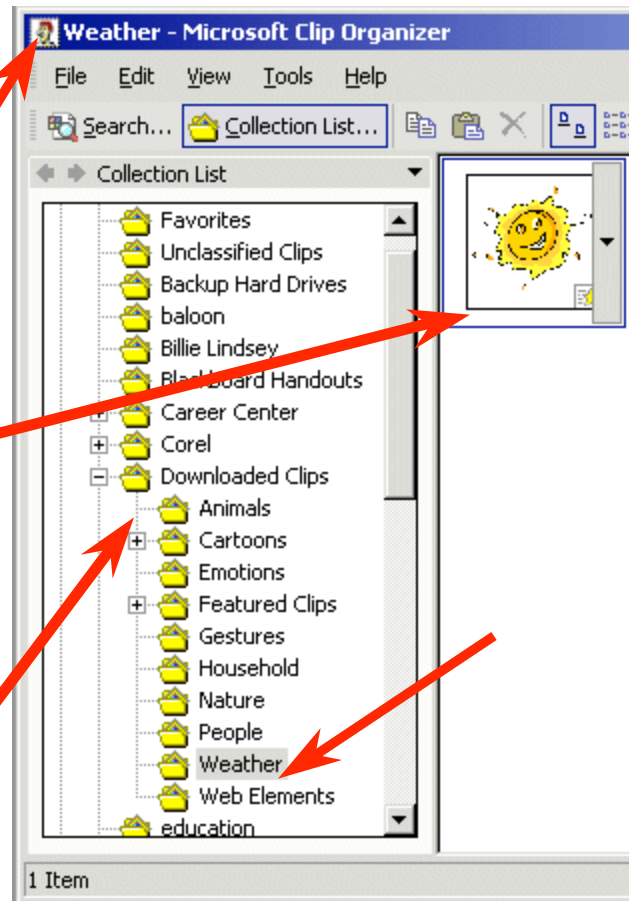 Weather - Microsoft Clip Organizer
File Edit View Tools Help
Search... Collection List...
Collection List
Favorites
Unclassified Clips
Backup Hard Drives
baloon
Billie Lindsey
Blackboard Handouts
Career Center
Corel
Downloaded Clips
Animals
Cartoons
Emotions
Featured Clips
Gestures
Household
Nature
People
Weather
Web Elements
education
1 Item